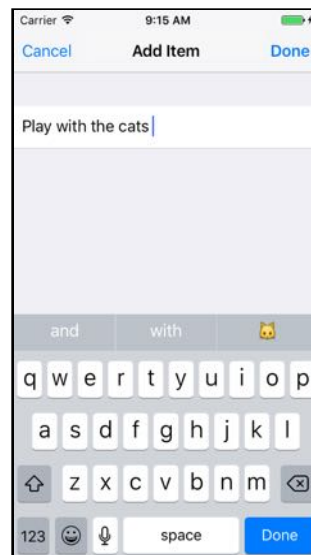 Carrier 9:15 AM
Cancel Add Item Done
Play with the cats
and with
q w e r t y u i o p
a s d f g h j k l
z x c v b n m
123 space Done